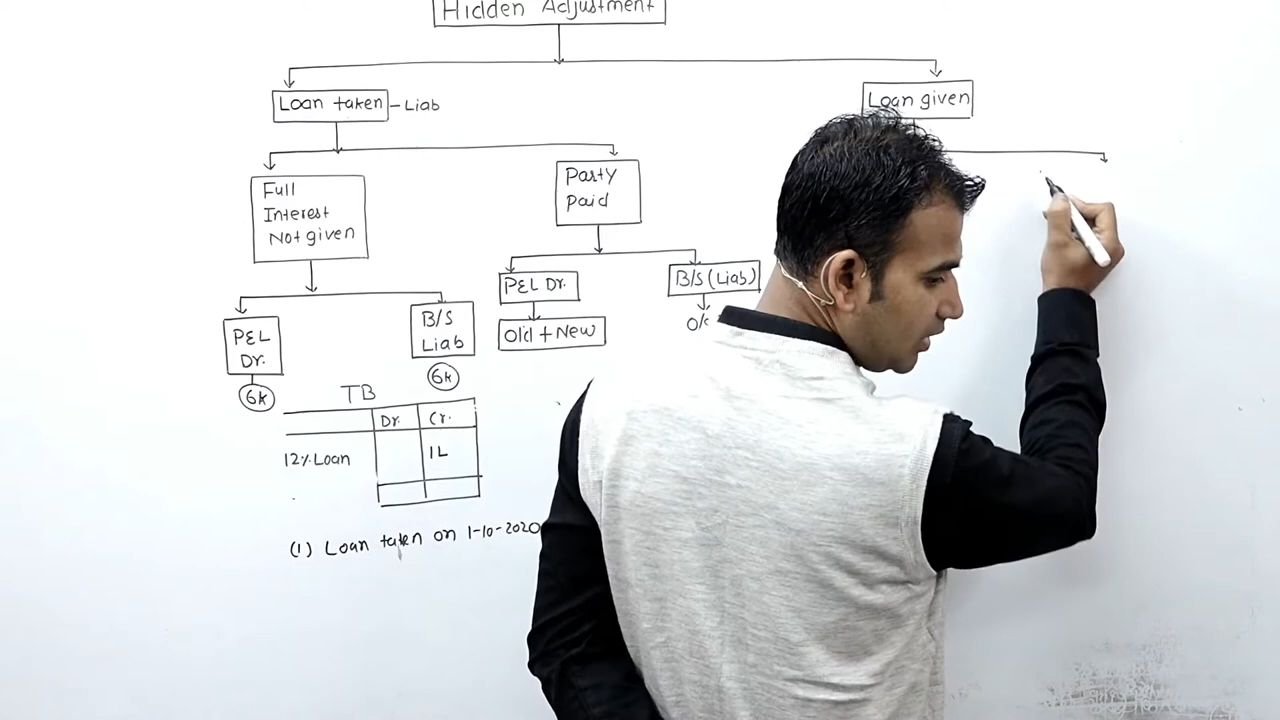 Hidden Adjustment
Loan taken - Liab
Loan given
Full
Interest
Not given
Party
Paid
P&L
Dr.
6k
B/S
Liab
6k
P&L Dr.
Old + New
B/S (Liab)
TB
Dr. Cr.
12% Loan 1L
(1) Loan taken on 1-10-2020